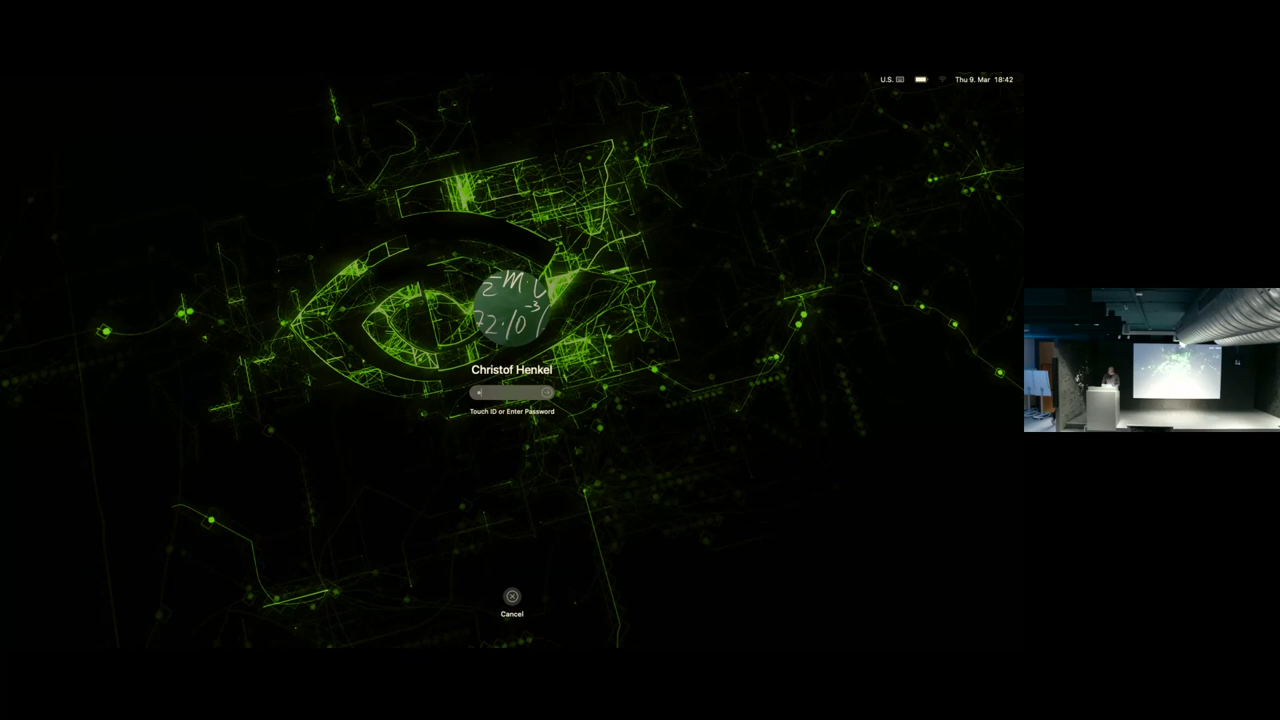 U.S.
Thu 9. Mar 18:42
Christof Henkel
Touch ID or Enter Password
Cancel